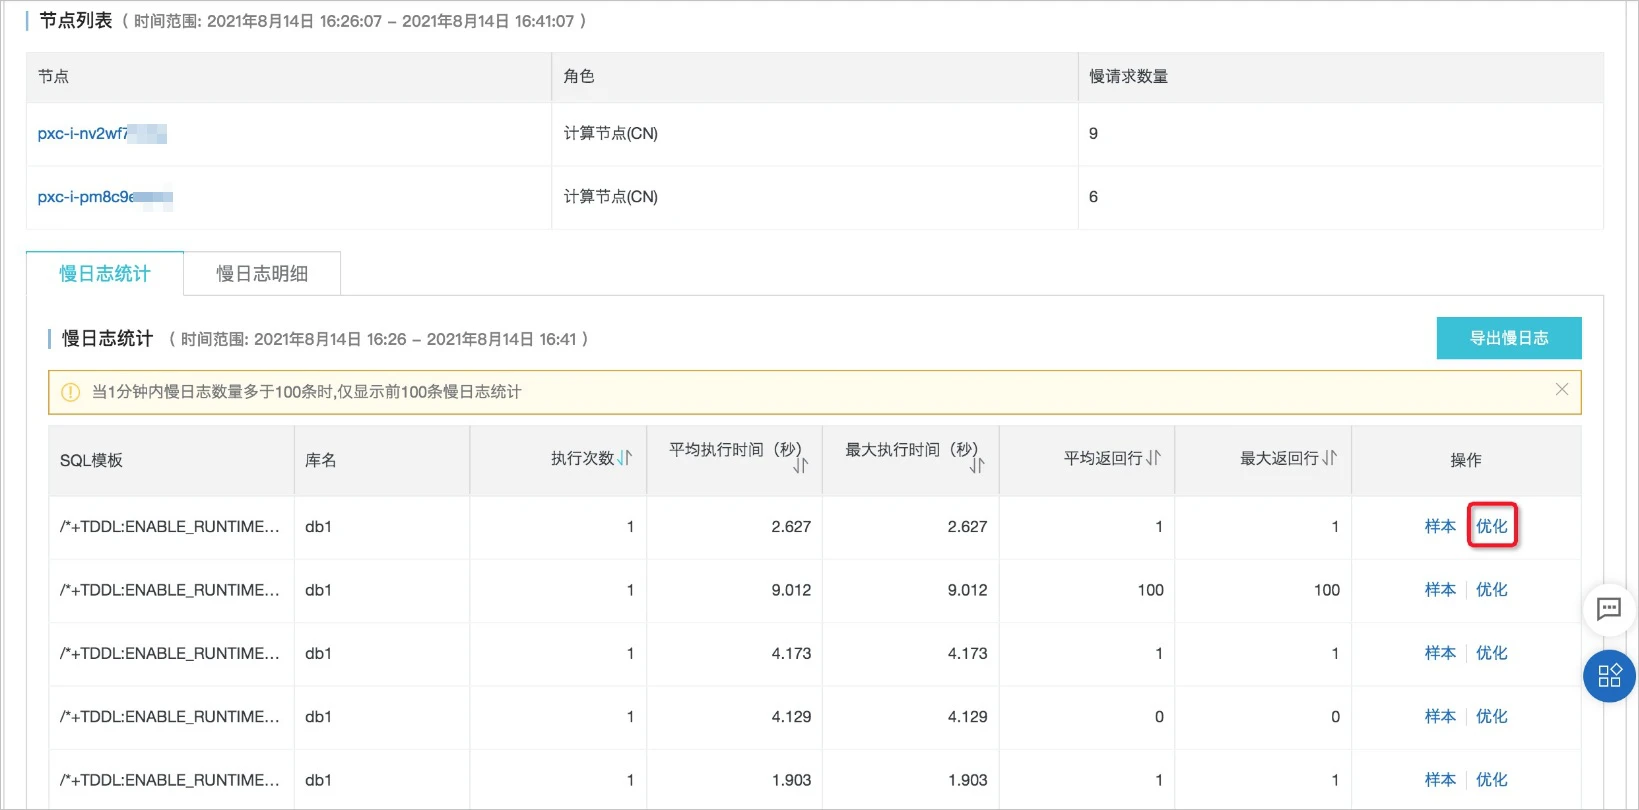 节点列表 （ 时间范围: 2021年8月14日 16:26:07 – 2021年8月14日 16:41:07 ）
节点 角色 慢请求数量
pxc-i-nv2wf7 计算节点(CN) 9
pxc-i-pm8c9e 计算节点(CN) 6
慢日志统计 慢日志明细
慢日志统计 （ 时间范围: 2021年8月14日 16:26 – 2021年8月14日 16:41 ） 导出慢日志
当1分钟内慢日志数量多于100条时,仅显示前100条慢日志统计
SQL模板 库名 执行次数 平均执行时间（秒） 最大执行时间（秒） 平均返回行 最大返回行 操作
/*+TDDL:ENABLE_RUNTIME... db1 1 2.627 2.627 1 1 样本 优化
/*+TDDL:ENABLE_RUNTIME... db1 1 9.012 9.012 100 100 样本 优化
/*+TDDL:ENABLE_RUNTIME... db1 1 4.173 4.173 1 1 样本 优化
/*+TDDL:ENABLE_RUNTIME... db1 1 4.129 4.129 0 0 样本 优化
/*+TDDL:ENABLE_RUNTIME... db1 1 1.903 1.903 1 1 样本 优化